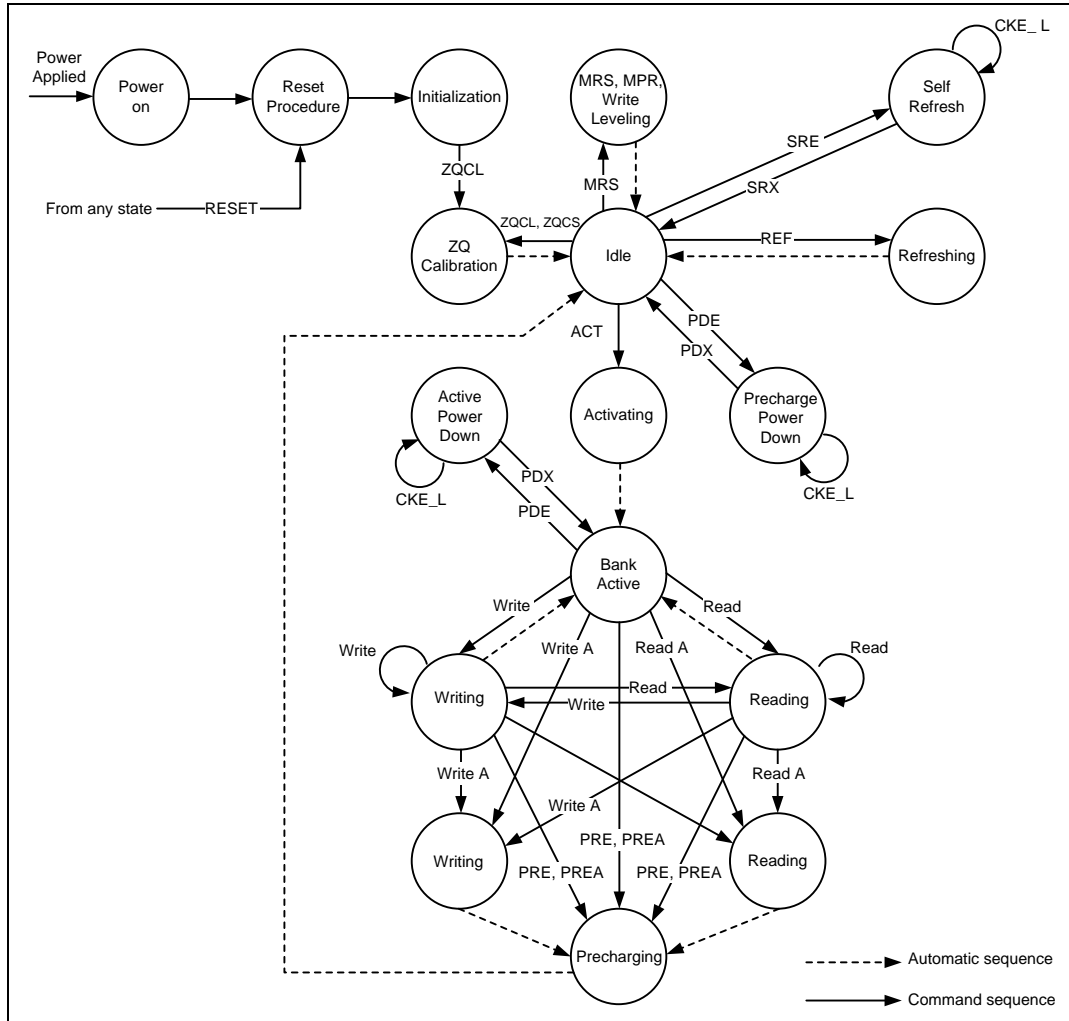 CKE_ L
Power
Applied
Power
on
Reset
Procedure
Initialization
MRS, MPR,
Write
Leveling
Self
Refresh
SRE
SRX
ZQCL
MRS
From any state
RESET
ZQCL, ZQCS
ZQ
Calibration
Idle
REF
Refreshing
PDE
PDX
ACT
Active
Power
Down
Activating
Precharge
Power
Down
CKE_L
PDX
PDE
CKE_L
Bank
Active
Write
Read
Write
Write A
Read A
Read
Writing
Read
Write
Reading
Write A
Read A
Write A
Writing
PRE, PREA
PRE, PREA
PRE, PREA
Reading
Precharging
Automatic sequence
Command sequence